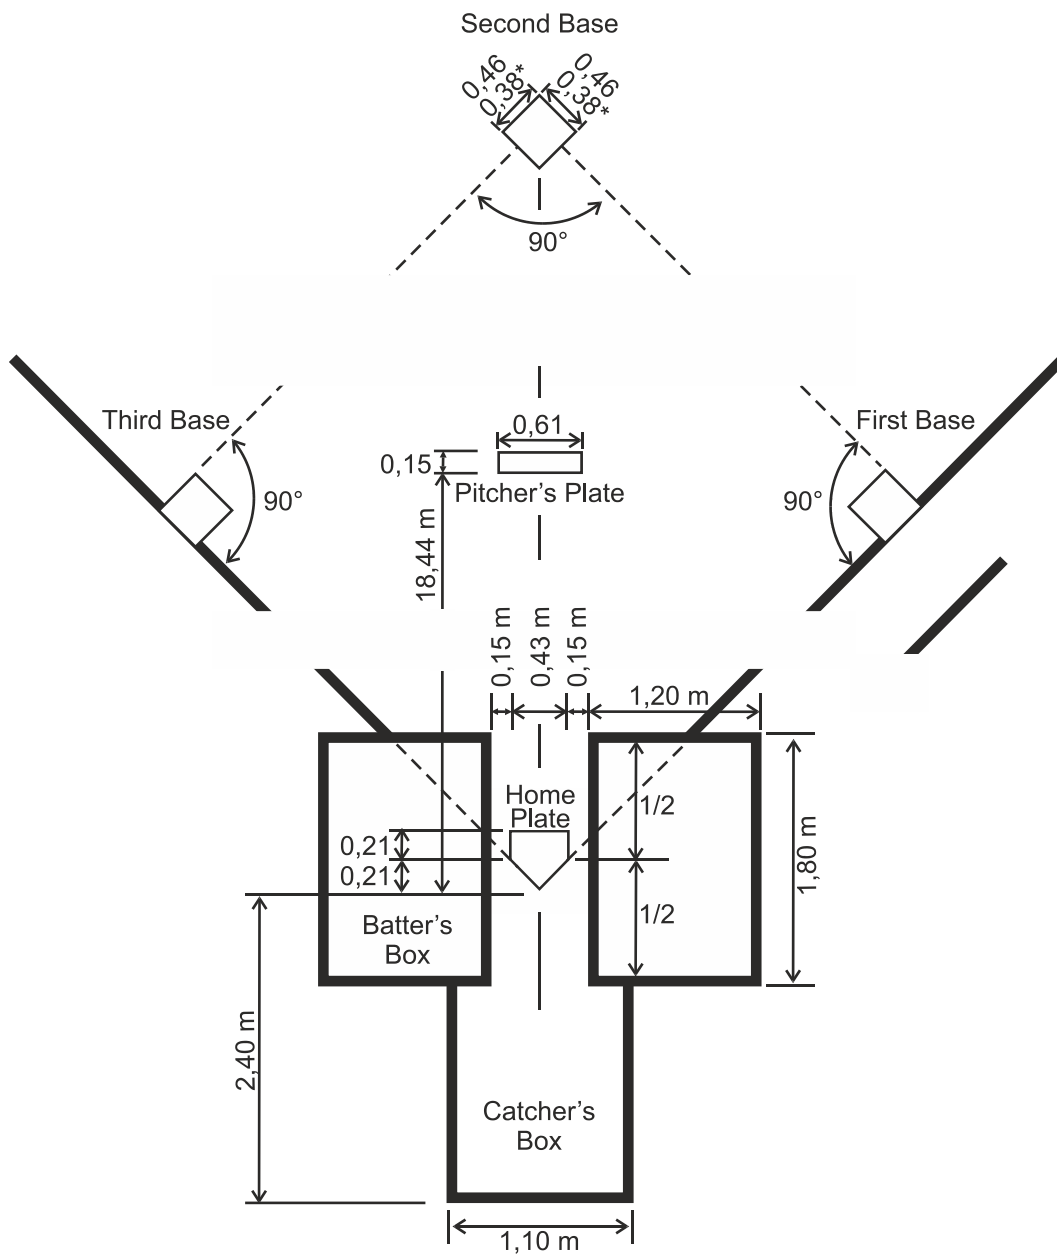 Second Base
0,46
0,38*
0,46
0,38*
90°
Third Base
First Base
0,61
0,15
Pitcher's Plate
90°
90°
18,44 m
0,15 m
0,43 m
0,15 m
1,20 m
Home
Plate
1/2
0,21
0,21
1,80 m
1/2
Batter's
Box
2,40 m
Catcher's
Box
1,10 m